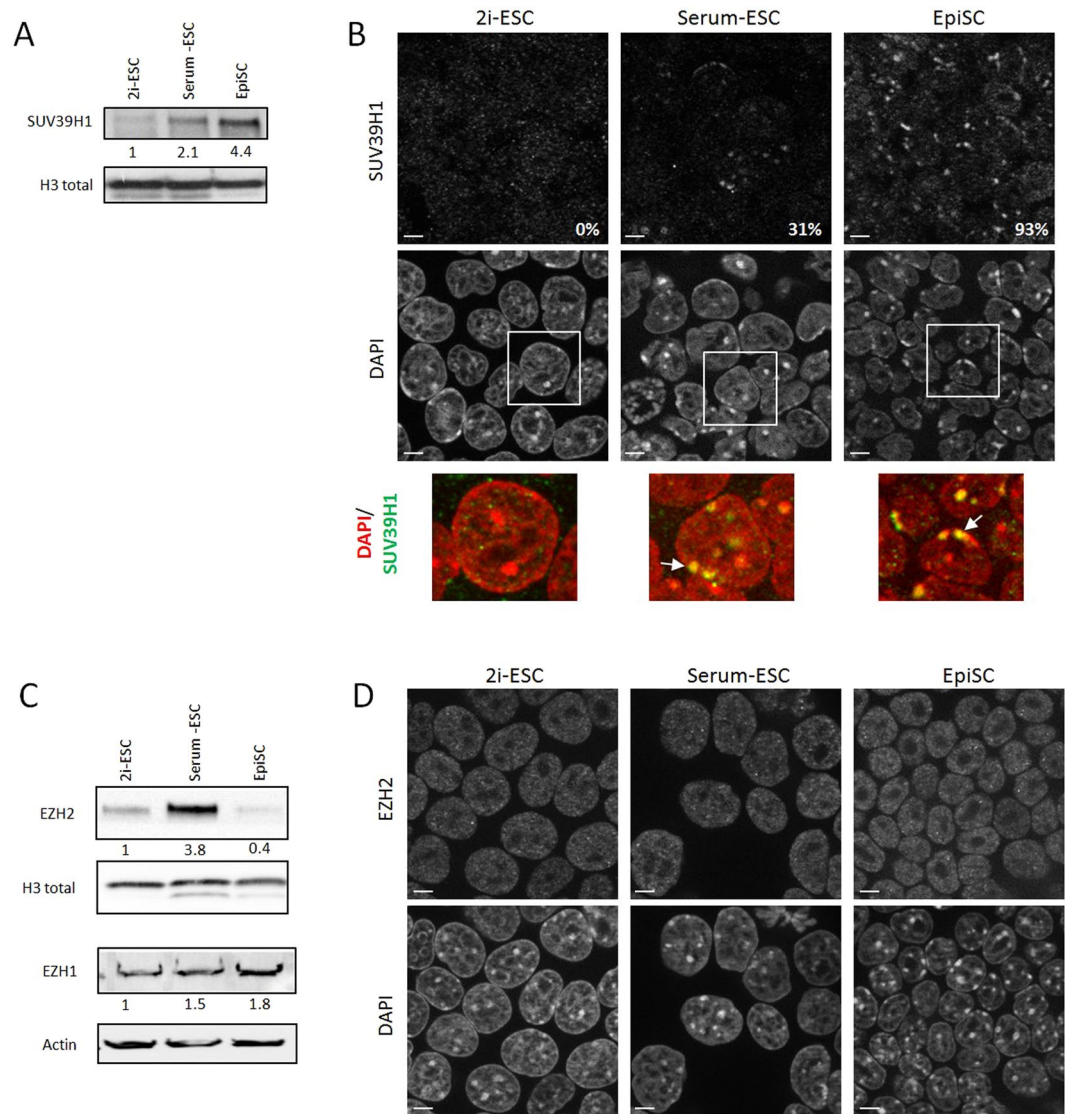 A
2i-ESC
Serum -ESC
EpiSC
SUV39H1
1 2.1 4.4
H3 total
B
2i-ESC Serum-ESC EpiSC
SUV39H1
0% 31% 93%
DAPI
DAPI/
SUV39H1
C
2i-ESC
Serum -ESC
EpiSC
EZH2
1 3.8 0.4
H3 total
EZH1
1 1.5 1.8
Actin
D
2i-ESC Serum-ESC EpiSC
EZH2
DAPI